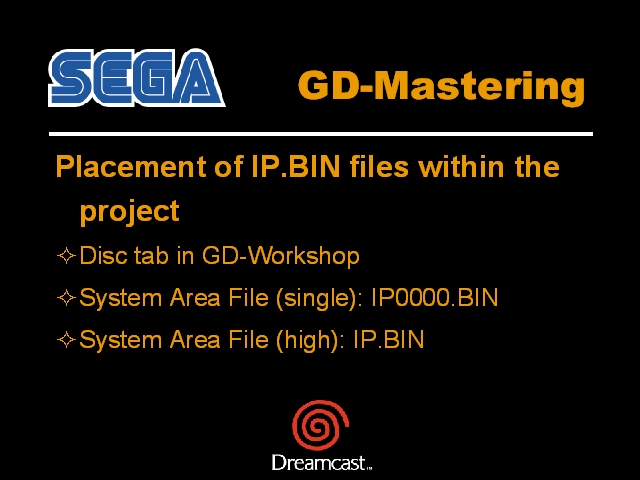 SEGA
GD-Mastering
Placement of IP.BIN files within the
project
Disc tab in GD-Workshop
System Area File (single): IP0000.BIN
System Area File (high): IP.BIN
Dreamcast™